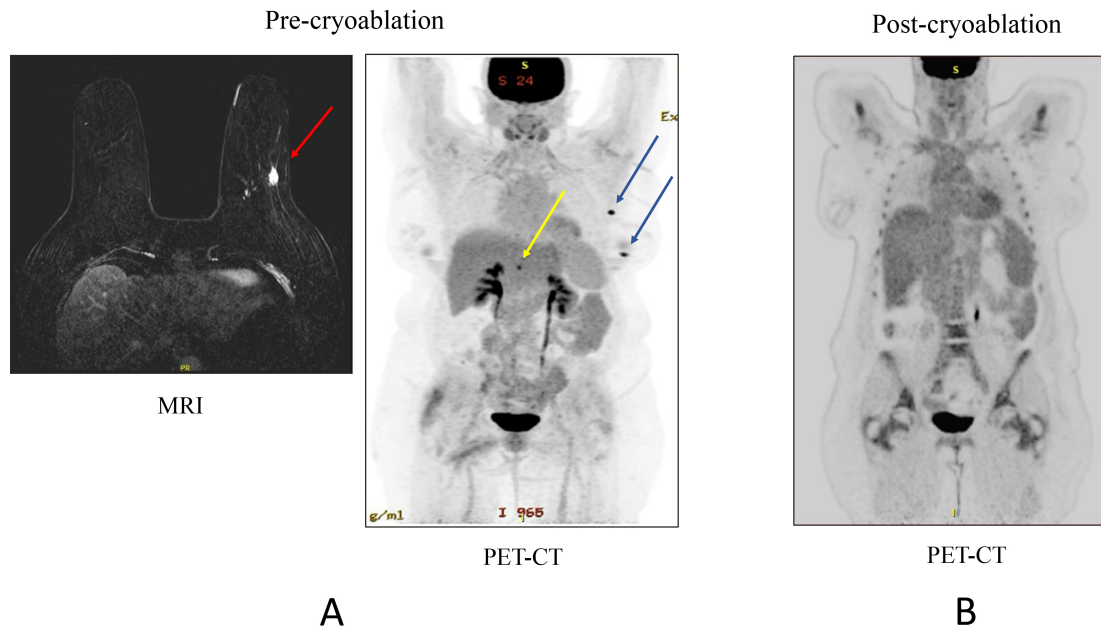 Pre-cryoablation
Post-cryoablation
S
S 24
Ex
PR
g/ml
I 965
S
I
MRI
PET-CT
PET-CT
A
B